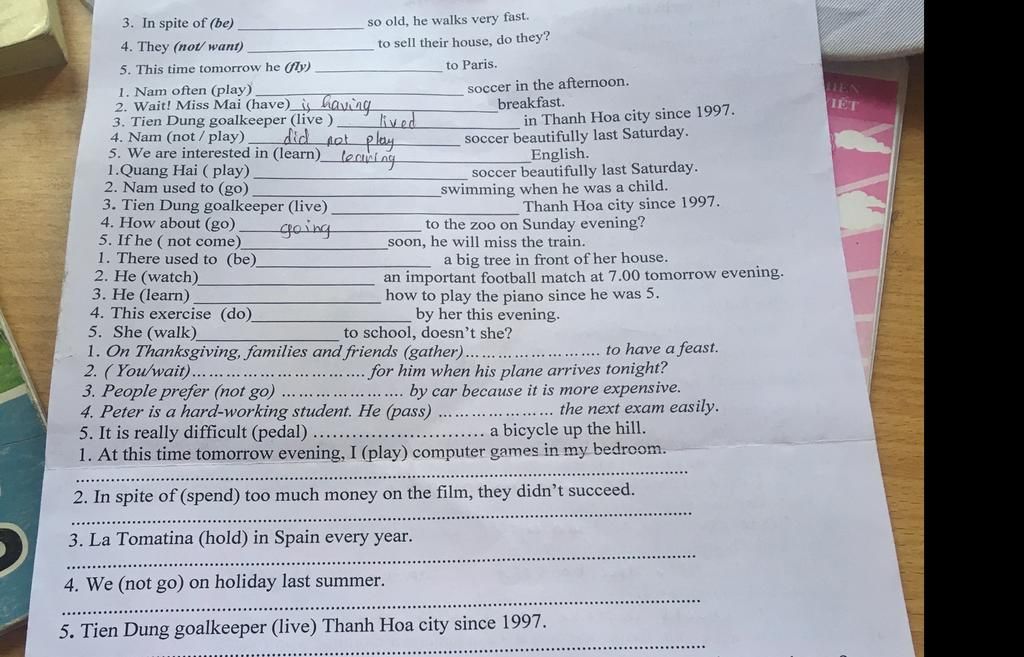 3. In spite of (be) ____________ so old, he walks very fast.
4. They (not/ want) ____________ to sell their house, do they?
5. This time tomorrow he (fly) ____________ to Paris.
1. Nam often (play) ____________ soccer in the afternoon.
2. Wait! Miss Mai (have) is having breakfast.
3. Tien Dung goalkeeper (live ) lived in Thanh Hoa city since 1997.
4. Nam (not / play) did not play soccer beautifully last Saturday.
5. We are interested in (learn) learning English.
1.Quang Hai ( play) ____________ soccer beautifully last Saturday.
2. Nam used to (go) ____________ swimming when he was a child.
3. Tien Dung goalkeeper (live) ____________ Thanh Hoa city since 1997.
4. How about (go) going to the zoo on Sunday evening?
5. If he ( not come) ____________ soon, he will miss the train.
1. There used to (be) ____________ a big tree in front of her house.
2. He (watch) ____________ an important football match at 7.00 tomorrow evening.
3. He (learn) ____________ how to play the piano since he was 5.
4. This exercise (do) ____________ by her this evening.
5. She (walk) ____________ to school, doesn't she?
1. On Thanksgiving, families and friends (gather)........................ to have a feast.
2. ( You/wait)................................ for him when his plane arrives tonight?
3. People prefer (not go) ...................... by car because it is more expensive.
4. Peter is a hard-working student. He (pass) ..................... the next exam easily.
5. It is really difficult (pedal) .......................... a bicycle up the hill.
1. At this time tomorrow evening, I (play) computer games in my bedroom.
2. In spite of (spend) too much money on the film, they didn't succeed.
3. La Tomatina (hold) in Spain every year.
4. We (not go) on holiday last summer.
5. Tien Dung goalkeeper (live) Thanh Hoa city since 1997.
VIẾT